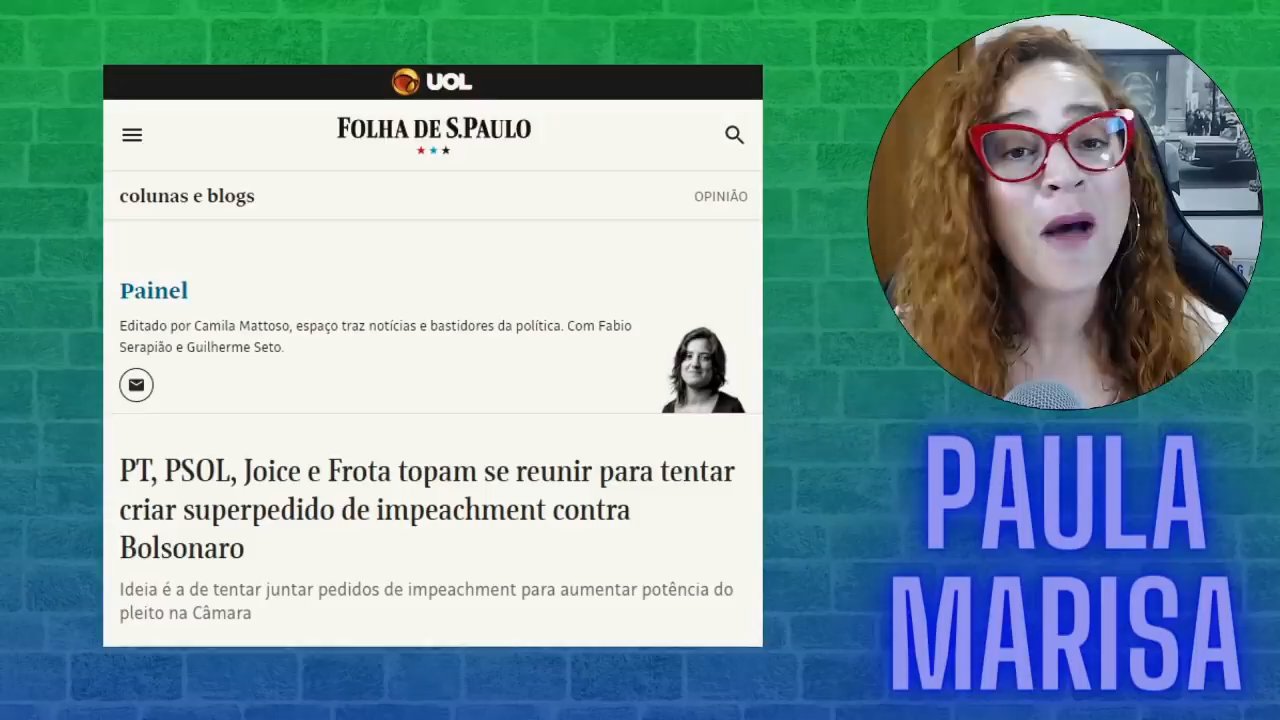 UOL
FOLHA DE S.PAULO
colunas e blogs
OPINIÃO
Painel
Editado por Camila Mattoso, espaço traz notícias e bastidores da política. Com Fabio
Serapião e Guilherme Seto.
PT, PSOL, Joice e Frota topam se reunir para tentar
criar superpedido de impeachment contra
Bolsonaro
Ideia é a de tentar juntar pedidos de impeachment para aumentar potência do
pleito na Câmara
PAULA
MARISA